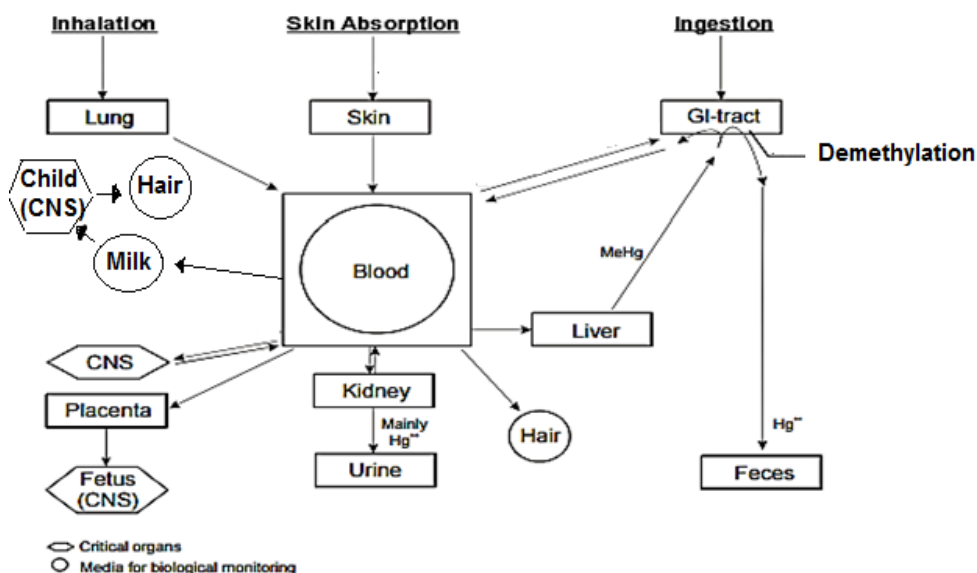 Inhalation
Skin Absorption
Ingestion
Lung
Skin
GI-tract
Demethylation
Child
(CNS)
Hair
Milk
Blood
MeHg
Liver
CNS
Kidney
Placenta
Mainly
Hg++
Hair
Hg++
Urine
Feces
Fetus
(CNS)
Critical organs
Media for biological monitoring